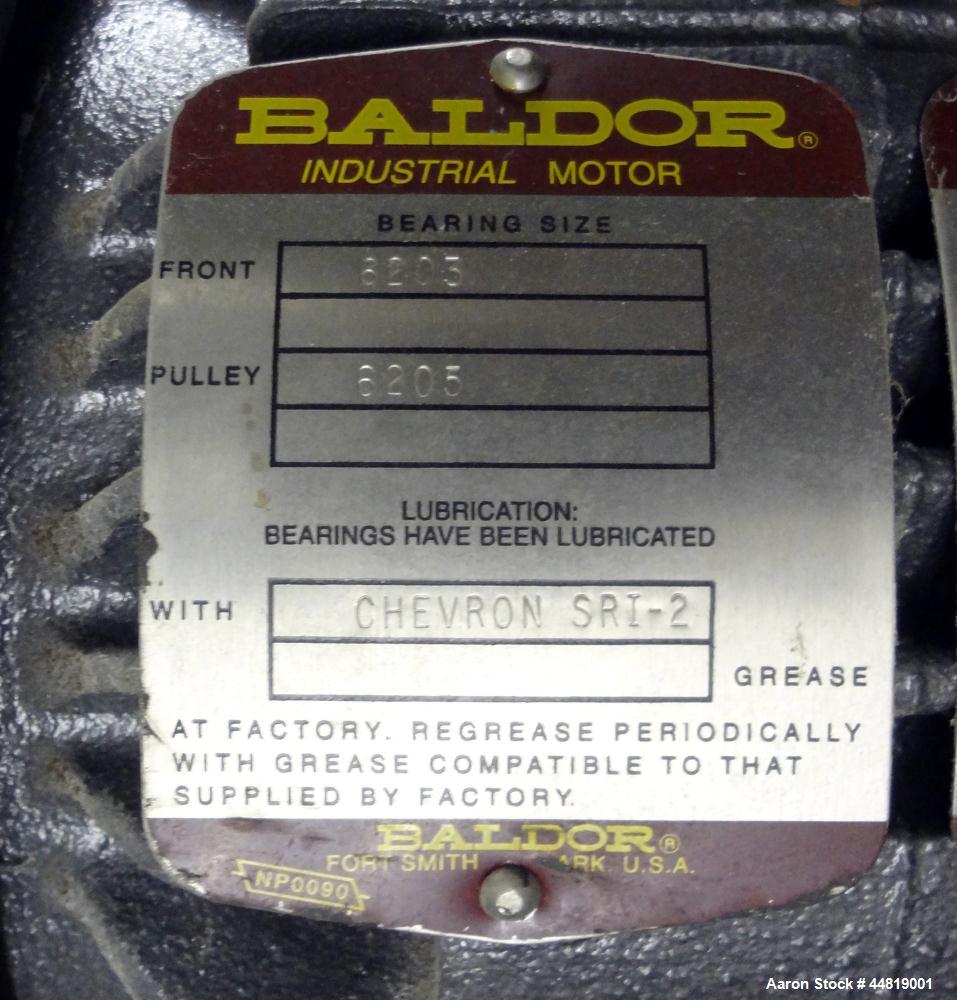 BALDOR®
INDUSTRIAL MOTOR
BEARING SIZE
FRONT 6203
PULLEY 6205
LUBRICATION:
BEARINGS HAVE BEEN LUBRICATED
WITH CHEVRON SRI-2
GREASE
AT FACTORY. REGREASE PERIODICALLY
WITH GREASE COMPATIBLE TO THAT
SUPPLIED BY FACTORY.
BALDOR®
FORT SMITH ARK. U.S.A.
NP0090
Aaron Stock # 44819001